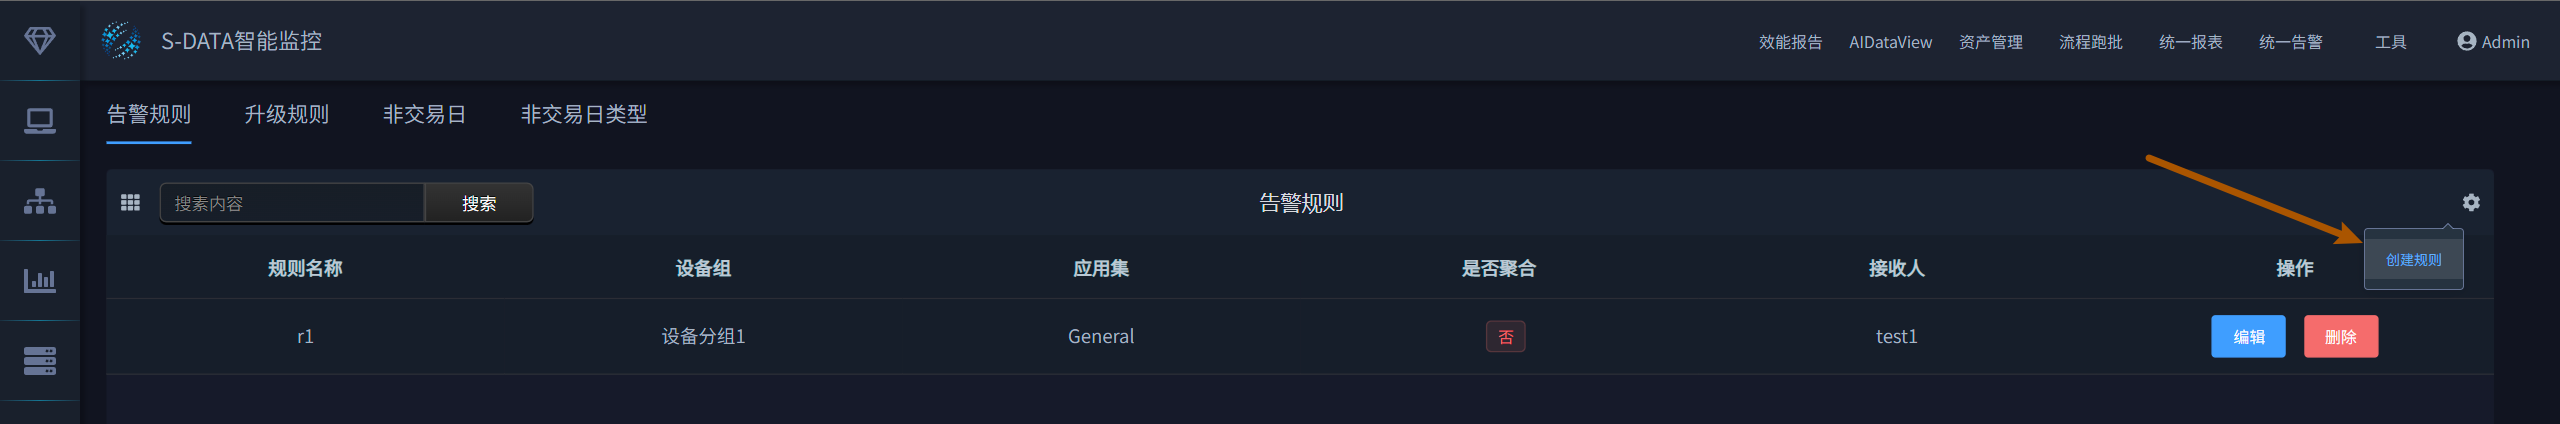 S-DATA智能监控
效能报告 AIDataView 资产管理 流程跑批 统一报表 统一告警 工具 Admin
告警规则 升级规则 非交易日 非交易日类型
搜素内容 搜索 告警规则
创建规则
规则名称 设备组 应用集 是否聚合 接收人 操作
r1 设备分组1 General 否 test1 编辑 删除